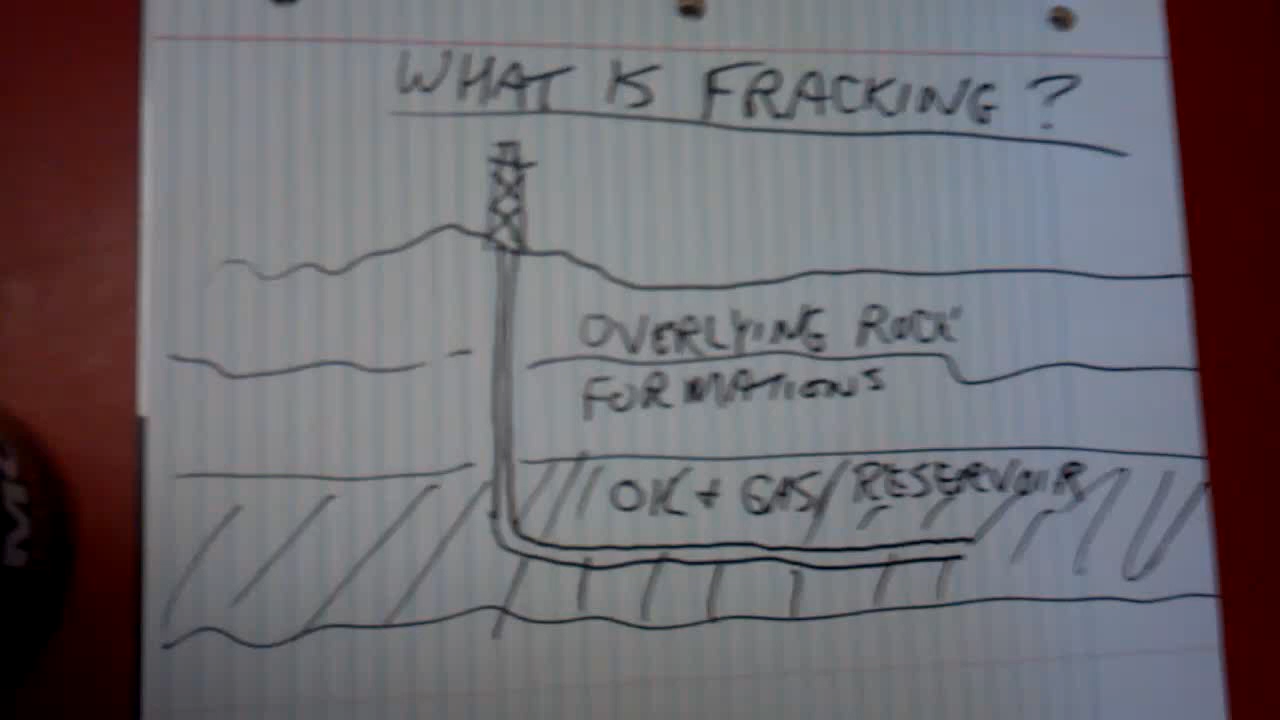 WHAT IS FRACKING?
OVERLYING ROCK
FORMATIONS
OIL + GAS/RESERVOIR